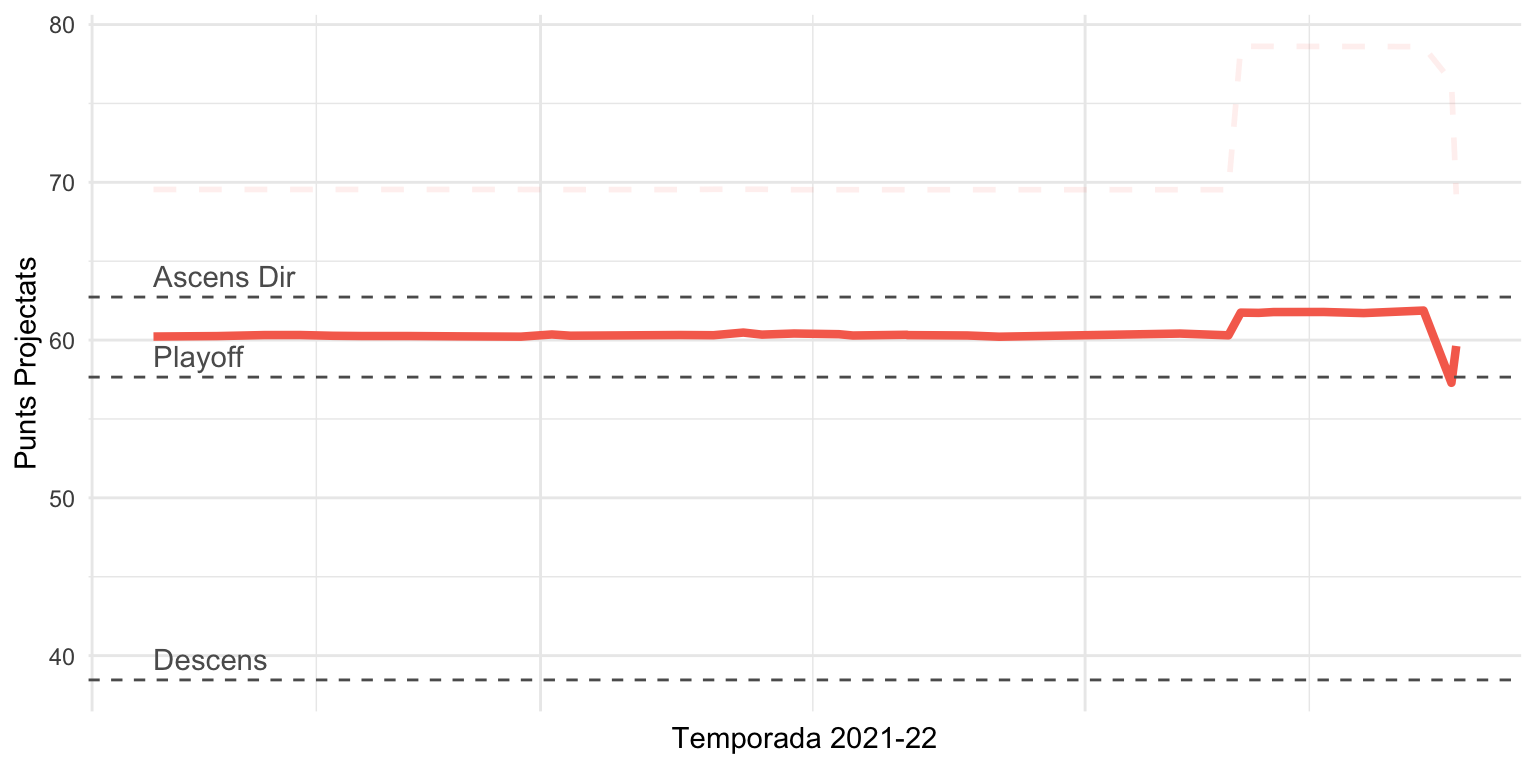 80
70
60
50
40
Punts Projectats
Ascens Dir
Playoff
Descens
Temporada 2021-22